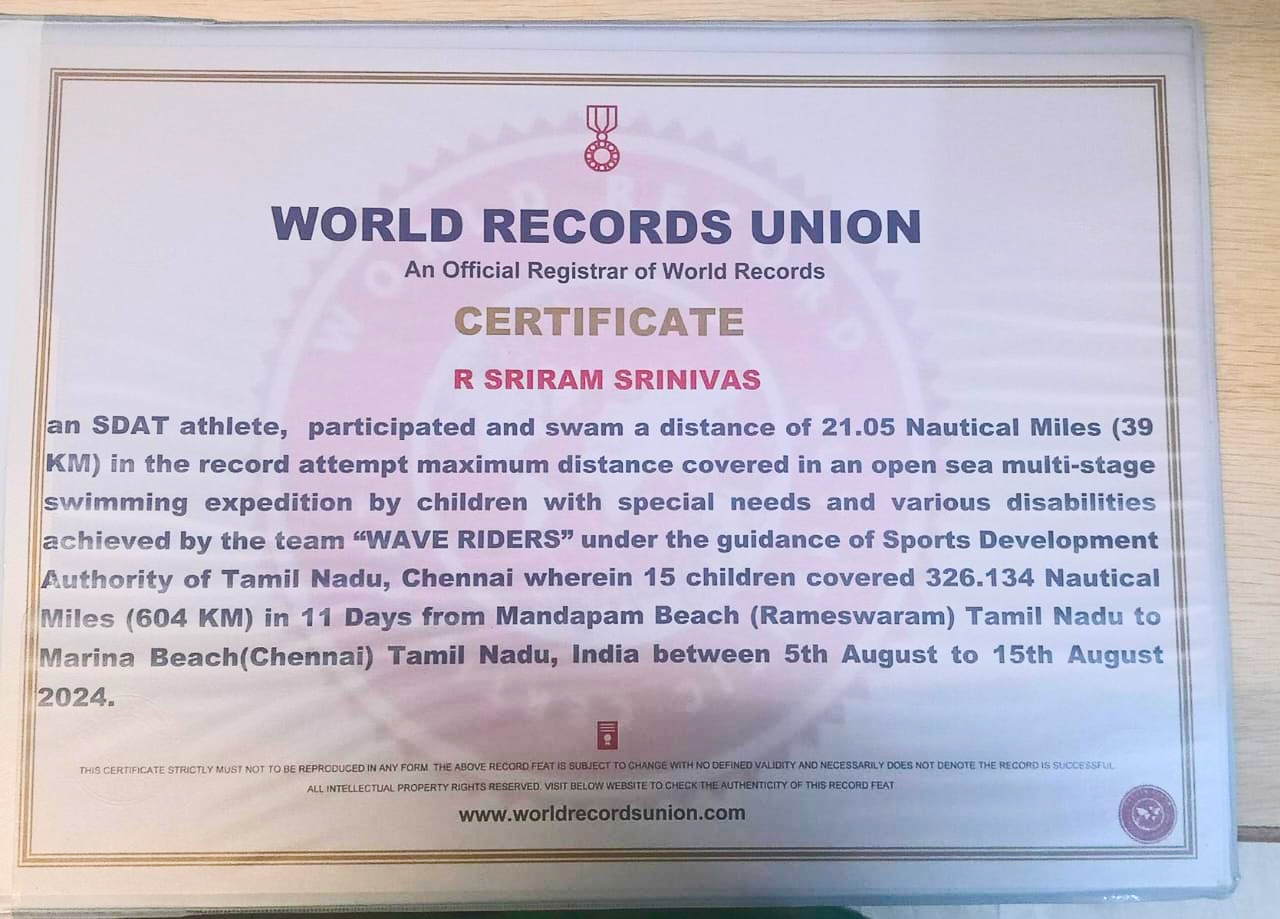 WORLD RECORDS UNION
An Official Registrar of World Records
CERTIFICATE
R SRIRAM SRINIVAS
an SDAT athlete, participated and swam a distance of 21.05 Nautical Miles (39
KM) in the record attempt maximum distance covered in an open sea multi-stage
swimming expedition by children with special needs and various disabilities
achieved by the team “WAVE RIDERS” under the guidance of Sports Development
Authority of Tamil Nadu, Chennai wherein 15 children covered 326.134 Nautical
Miles (604 KM) in 11 Days from Mandapam Beach (Rameswaram) Tamil Nadu to
Marina Beach(Chennai) Tamil Nadu, India between 5th August to 15th August
2024.
THIS CERTIFICATE STRICTLY MUST NOT TO BE REPRODUCED IN ANY FORM. THE ABOVE RECORD FEAT IS SUBJECT TO CHANGE WITH NO DEFINED VALIDITY AND NECESSARILY DOES NOT DENOTE THE RECORD IS SUCCESSFUL.
ALL INTELLECTUAL PROPERTY RIGHTS RESERVED. VISIT BELOW WEBSITE TO CHECK THE AUTHENTICITY OF THIS RECORD FEAT
www.worldrecordsunion.com